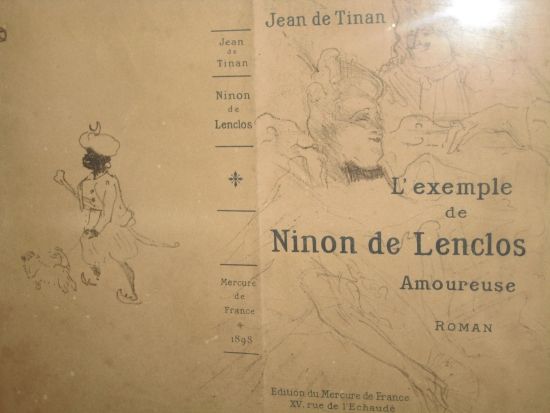 Jean
de
Tinan
Ninon
de
Lenclos
Mercure
de
France
1898
Jean de Tinan
L'exemple
de
Ninon de Lenclos
Amoureuse
ROMAN
Edition du Mercure de France
XV, rue de l'Echaudé